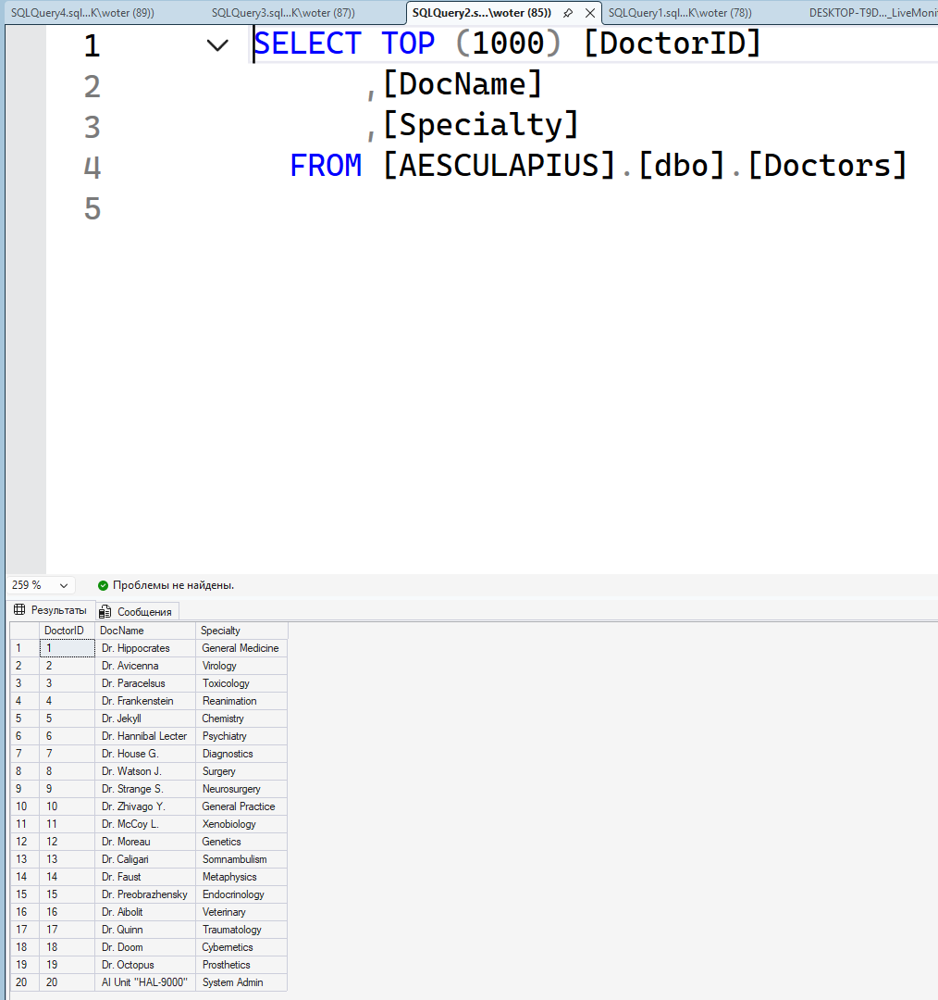 SQLQuery4.sql...K\woter (89)) SQLQuery3.sql...K\woter (87)) SQLQuery2.s...\woter (85)) SQLQuery1.sql...K\woter (78)) DESKTOP-T9D..._LiveMoni
1 SELECT TOP (1000) [DoctorID]
2 ,[DocName]
3 ,[Specialty]
4 FROM [AESCULAPIUS].[dbo].[Doctors]
5
259 % Проблемы не найдены.
Результаты Сообщения
DoctorID DocName Specialty
1 1 Dr. Hippocrates General Medicine
2 2 Dr. Avicenna Virology
3 3 Dr. Paracelsus Toxicology
4 4 Dr. Frankenstein Reanimation
5 5 Dr. Jekyll Chemistry
6 6 Dr. Hannibal Lecter Psychiatry
7 7 Dr. House G. Diagnostics
8 8 Dr. Watson J. Surgery
9 9 Dr. Strange S. Neurosurgery
10 10 Dr. Zhivago Y. General Practice
11 11 Dr. McCoy L. Xenobiology
12 12 Dr. Moreau Genetics
13 13 Dr. Caligari Somnambulism
14 14 Dr. Faust Metaphysics
15 15 Dr. Preobrazhensky Endocrinology
16 16 Dr. Aibolit Veterinary
17 17 Dr. Quinn Traumatology
18 18 Dr. Doom Cybernetics
19 19 Dr. Octopus Prosthetics
20 20 AI Unit "HAL-9000" System Admin